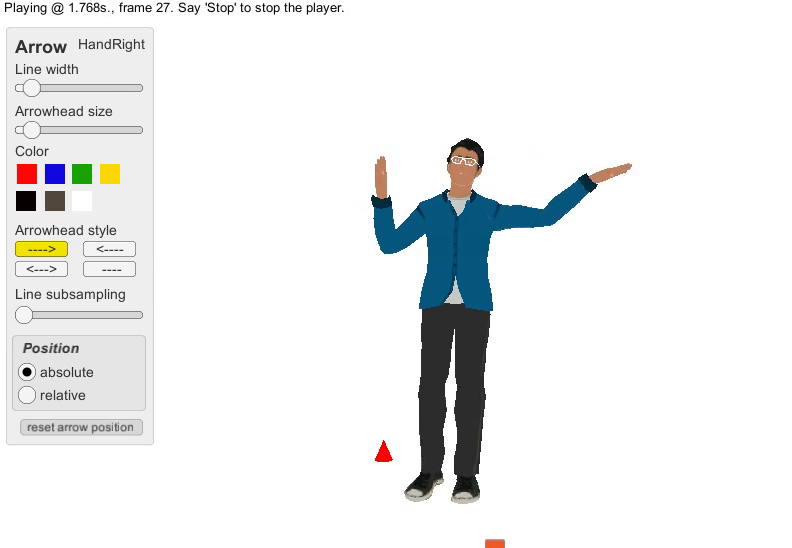 Playing @ 1.768s., frame 27. Say 'Stop' to stop the player.
Arrow HandRight
Line width
Arrowhead size
Color
Arrowhead style
----> <----
<---> ----
Line subsampling
Position
absolute
relative
reset arrow position